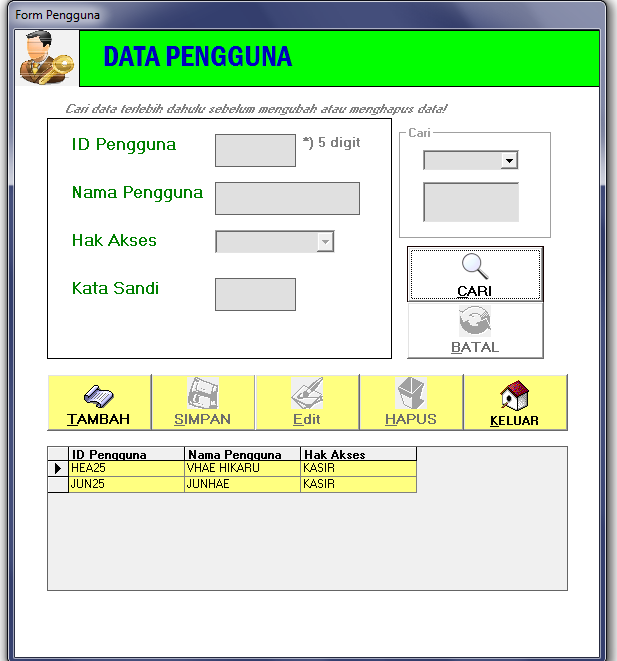 Form Pengguna
DATA PENGGUNA
Cari data terlebih dahulu sebelum mengubah atau menghapus data!
ID Pengguna *) 5 digit
Nama Pengguna
Hak Akses
Kata Sandi
Cari
CARI
BATAL
TAMBAH SIMPAN Edit HAPUS KELUAR
ID Pengguna Nama Pengguna Hak Akses
HEA25 VHAE HIKARU KASIR
JUN25 JUNHAE KASIR